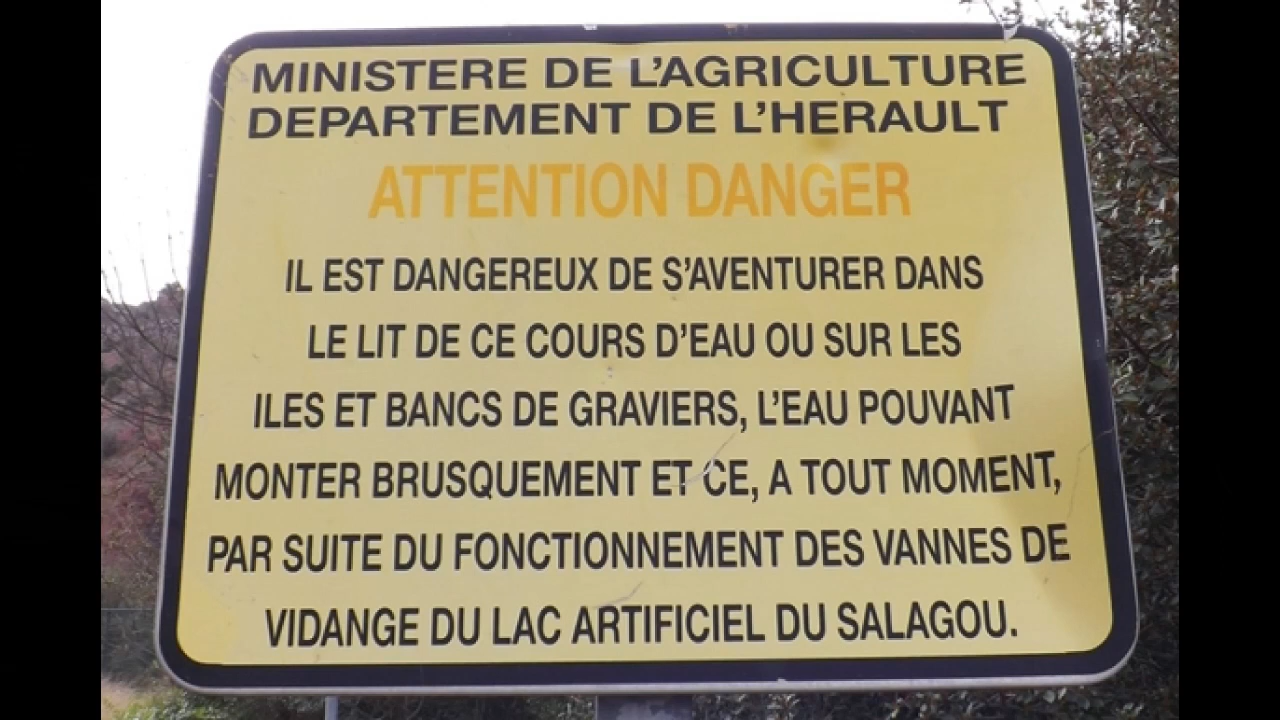 MINISTERE DE L'AGRICULTURE
DEPARTEMENT DE L'HERAULT
ATTENTION DANGER
IL EST DANGEREUX DE S'AVENTURER DANS
LE LIT DE CE COURS D'EAU OU SUR LES
ILES ET BANCS DE GRAVIERS, L'EAU POUVANT
MONTER BRUSQUEMENT ET CE, A TOUT MOMENT,
PAR SUITE DU FONCTIONNEMENT DES VANNES DE
VIDANGE DU LAC ARTIFICIEL DU SALAGOU.